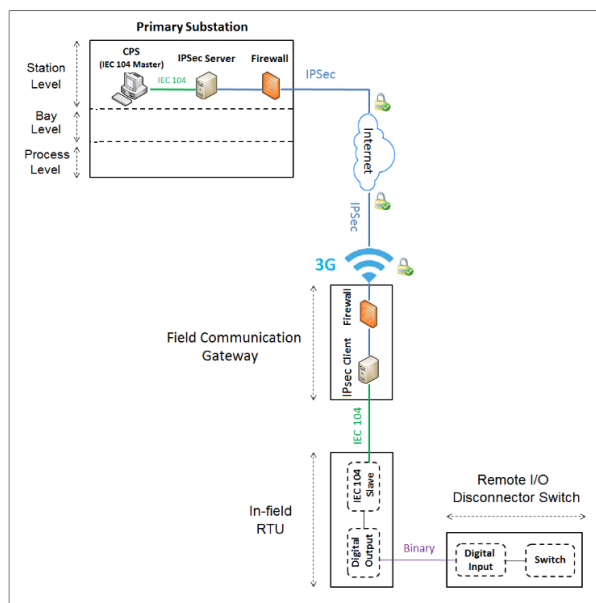 Primary Substation
Station
Level
CPS
(IEC 104 Master)
IEC 104
IPSec Server
Firewall
IPSec
Bay
Level
Process
Level
Internet
IPSec
3G
Field Communication
Gateway
Firewall
IPsec Client
IEC 104
In-field
RTU
IEC104
Slave
Digital
Output
Binary
Remote I/O
Disconnector Switch
Digital
Input
Switch